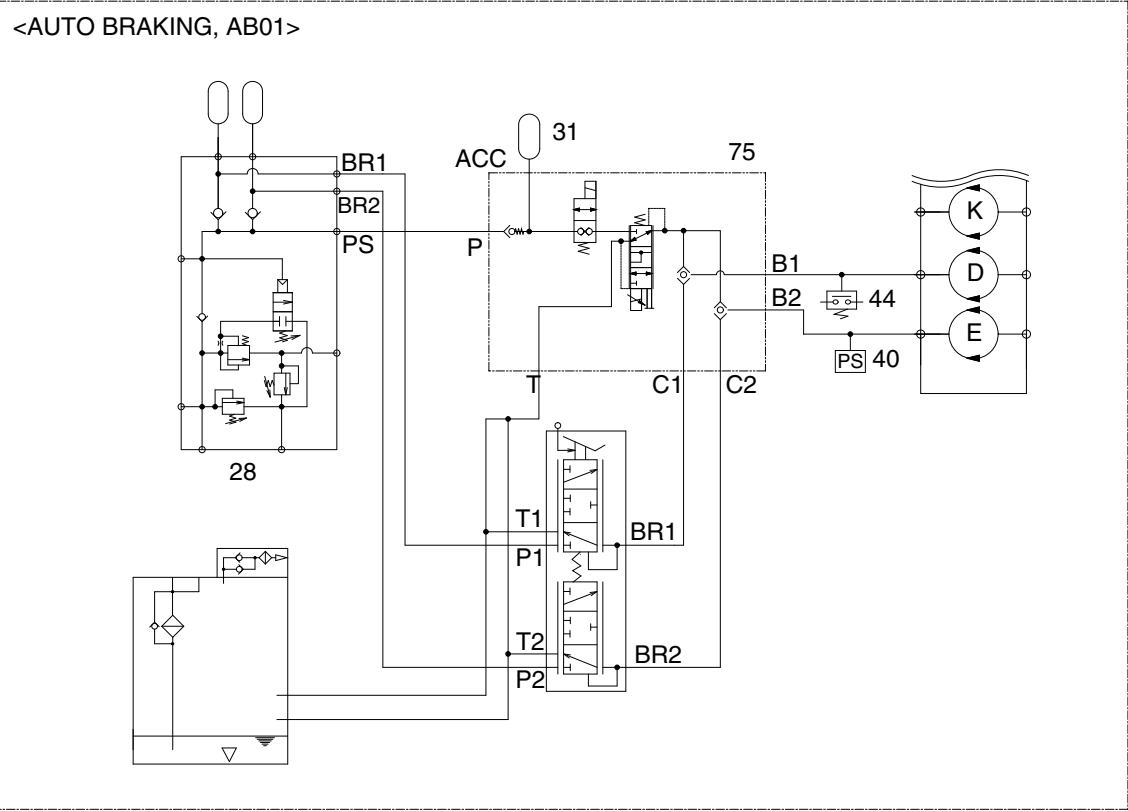 <AUTO BRAKING, AB01>
31
ACC
75
BR1
BR2
PS
P
K
B1
D
44
B2
E
PS 40
T
C1
C2
28
T1
BR1
P1
T2
BR2
P2